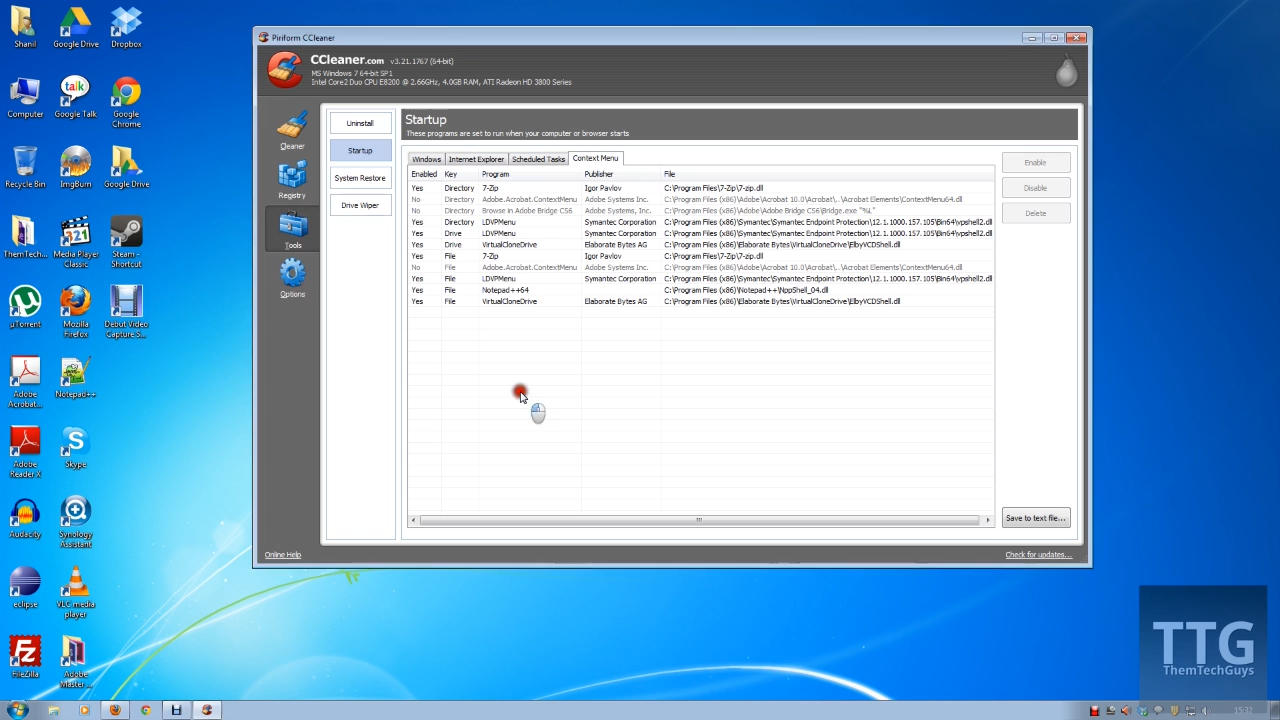 Shanil
Google Drive
Dropbox
Computer
Google Talk
Google
Chrome
talk
Recycle Bin
ImgBurn
Google Drive
ThemTech...
Media Player
Classic
Steam -
Shortcut
321
µTorrent
Mozilla
Firefox
Debut Video
Capture S...
Adobe
Acrobat...
Notepad++
Adobe
Reader X
Skype
Audacity
Synology
Assistant
eclipse
VLC media
player
FileZilla
Adobe
Master ...
Piriform CCleaner
CCleaner.com v3.21.1767 (64-bit)
MS Windows 7 64-bit SP1
Intel Core2 Duo CPU E8200 @ 2.66GHz, 4.0GB RAM, ATI Radeon HD 3800 Series
Cleaner
Registry
Tools
Options
Uninstall
Startup
System Restore
Drive Wiper
Startup
These programs are set to run when your computer or browser starts
Windows Internet Explorer Scheduled Tasks Context Menu
Enabled Key Program Publisher File
Yes Directory 7-Zip Igor Pavlov C:\Program Files\7-Zip\7-zip.dll
No Directory Adobe.Acrobat.ContextMenu Adobe Systems Inc. C:\Program Files (x86)\Adobe\Acrobat 10.0\Acrobat\..\Acrobat Elements\ContextMenu64.dll
No Directory Browse in Adobe Bridge CS6 Adobe Systems, Inc. C:\Program Files (x86)\Adobe\Adobe Bridge CS6\Bridge.exe "%L"
Yes Directory LDVPMenu Symantec Corporation C:\Program Files (x86)\Symantec\Symantec Endpoint Protection\12.1.1000.157.105\Bin64\vpshell2.dll
Yes Drive LDVPMenu Symantec Corporation C:\Program Files (x86)\Symantec\Symantec Endpoint Protection\12.1.1000.157.105\Bin64\vpshell2.dll
Yes Drive VirtualCloneDrive Elaborate Bytes AG C:\Program Files (x86)\Elaborate Bytes\VirtualCloneDrive\ElbyVCDShell.dll
Yes File 7-Zip Igor Pavlov C:\Program Files\7-Zip\7-zip.dll
No File Adobe.Acrobat.ContextMenu Adobe Systems Inc. C:\Program Files (x86)\Adobe\Acrobat 10.0\Acrobat\..\Acrobat Elements\ContextMenu64.dll
Yes File LDVPMenu Symantec Corporation C:\Program Files (x86)\Symantec\Symantec Endpoint Protection\12.1.1000.157.105\Bin64\vpshell2.dll
Yes File Notepad++64 C:\Program Files (x86)\Notepad++\NppShell_04.dll
Yes File VirtualCloneDrive Elaborate Bytes AG C:\Program Files (x86)\Elaborate Bytes\VirtualCloneDrive\ElbyVCDShell.dll
Enable
Disable
Delete
Save to text file...
Online Help
Check for updates...
TTG
ThemTechGuys
15:32